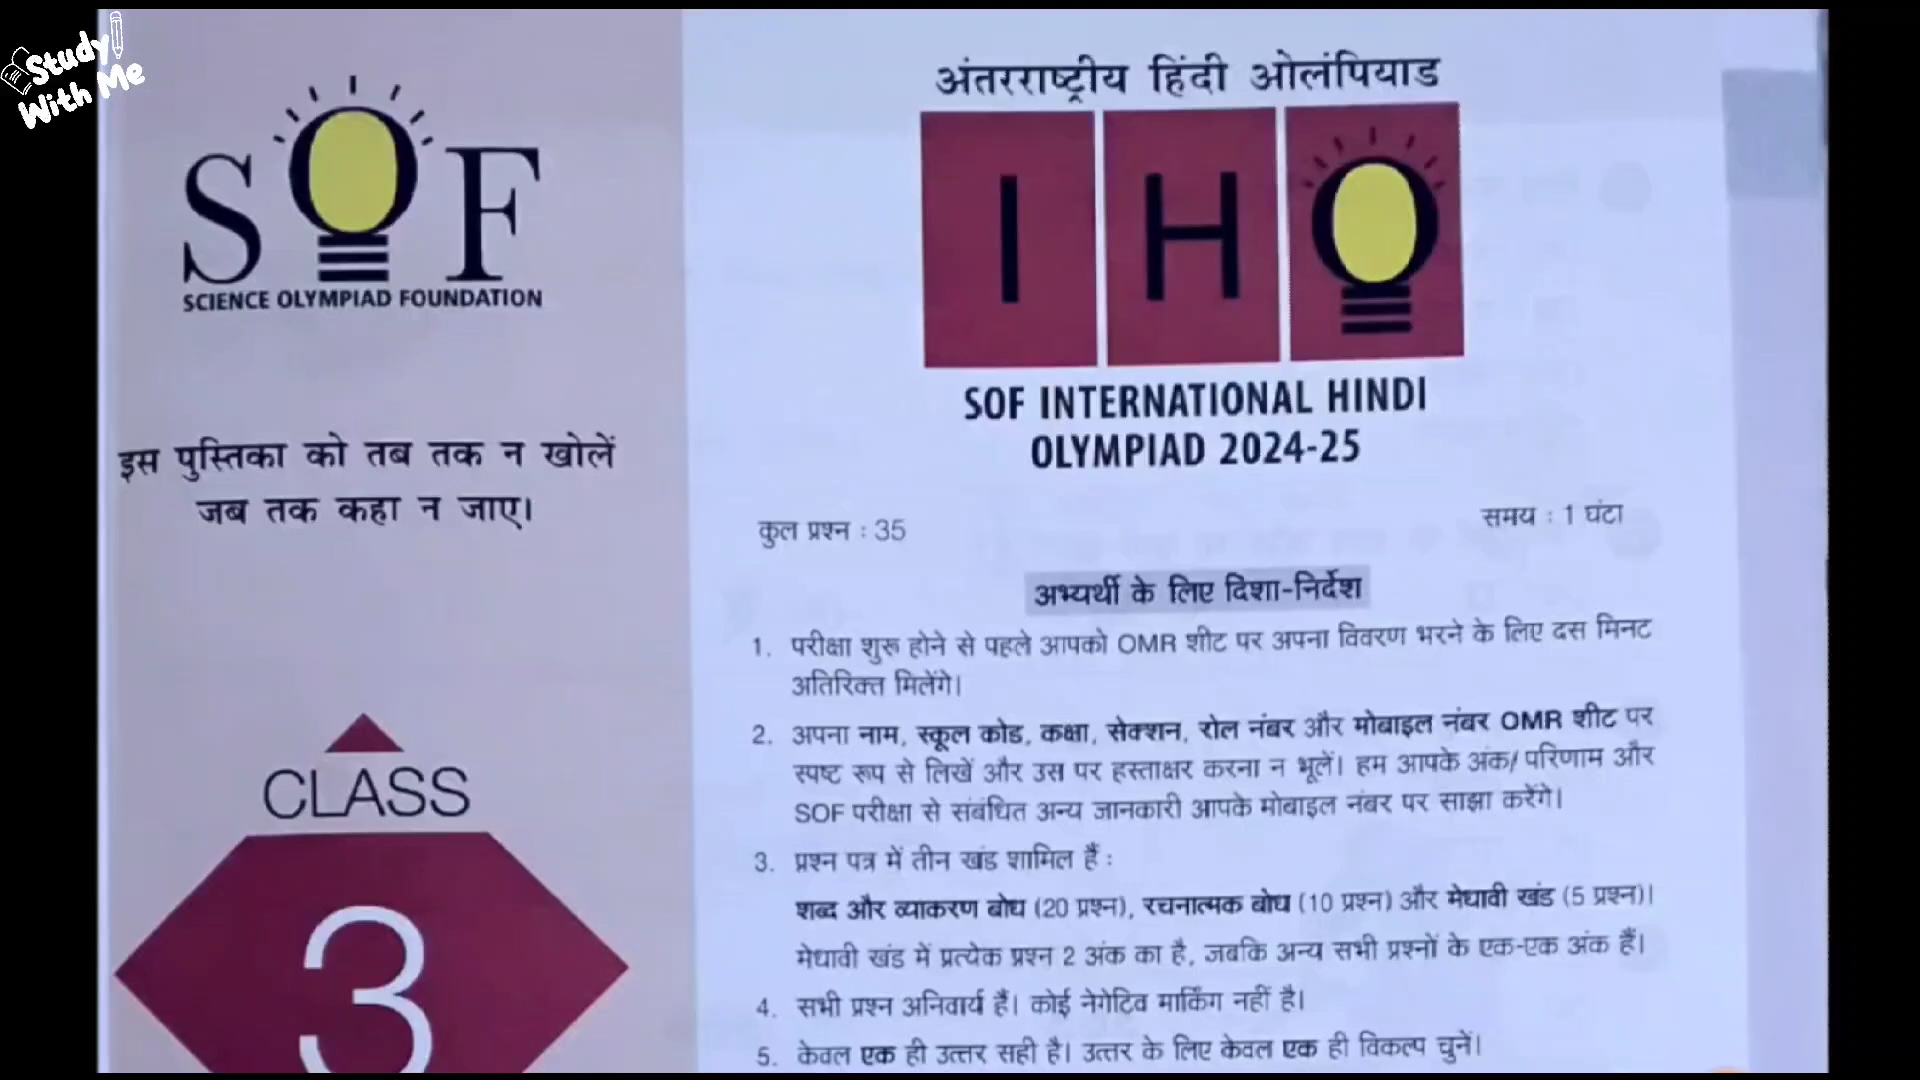 Study
With Me
SOF
SCIENCE OLYMPIAD FOUNDATION
इस पुस्तिका को तब तक न खोलें
जब तक कहा न जाए।
CLASS
3
अंतरराष्ट्रीय हिंदी ओलंपियाड
IHO
SOF INTERNATIONAL HINDI
OLYMPIAD 2024-25
कुल प्रश्न : 35
समय : 1 घंटा
अभ्यर्थी के लिए दिशा-निर्देश
1. परीक्षा शुरू होने से पहले आपको OMR शीट पर अपना विवरण भरने के लिए दस मिनट
अतिरिक्त मिलेंगे।
2. अपना नाम, स्कूल कोड, कक्षा, सेक्शन, रोल नंबर और मोबाइल नंबर OMR शीट पर
स्पष्ट रूप से लिखें और उस पर हस्ताक्षर करना न भूलें। हम आपके अंक/ परिणाम और
SOF परीक्षा से संबंधित अन्य जानकारी आपके मोबाइल नंबर पर साझा करेंगे।
3. प्रश्न पत्र में तीन खंड शामिल हैं :
शब्द और व्याकरण बोध (20 प्रश्न), रचनात्मक बोध (10 प्रश्न) और मेधावी खंड (5 प्रश्न)।
मेधावी खंड में प्रत्येक प्रश्न 2 अंक का है, जबकि अन्य सभी प्रश्नों के एक-एक अंक हैं।
4. सभी प्रश्न अनिवार्य हैं। कोई नेगेटिव मार्किंग नहीं है।
5. केवल एक ही उत्तर सही है। उत्तर के लिए केवल एक ही विकल्प चुनें।